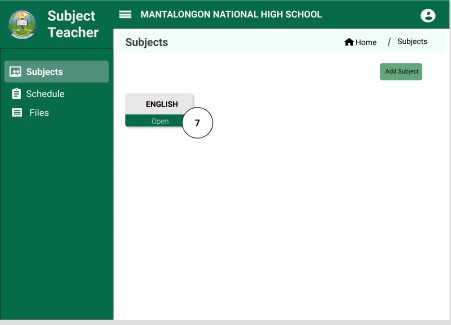 Subject
Teacher
MANTALONGON NATIONAL HIGH SCHOOL
Subjects
Home / Subjects
Subjects
Schedule
Files
Add Subject
ENGLISH
Open
7